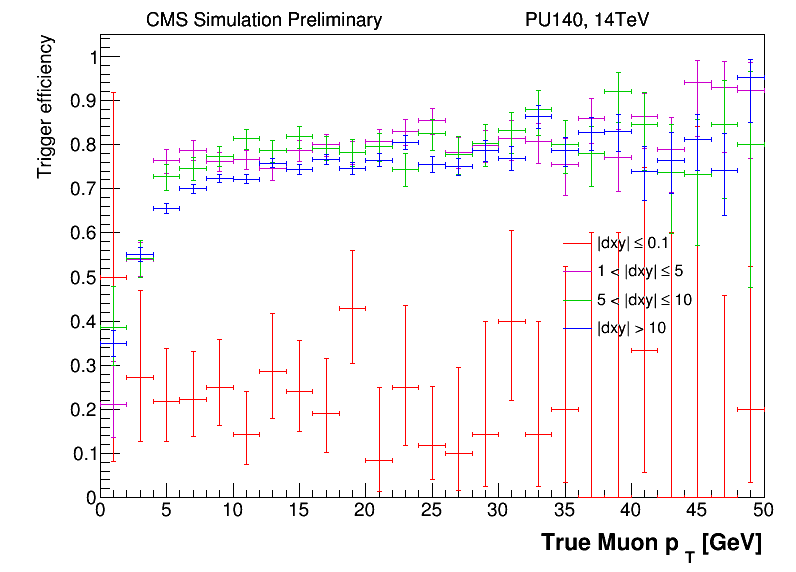 CMS Simulation Preliminary PU140, 14TeV
Trigger efficiency
1
0.9
0.8
0.7
0.6
0.5
0.4
0.3
0.2
0.1
0
|dxy| ≤ 0.1
1 < |dxy| ≤ 5
5 < |dxy| ≤ 10
|dxy| > 10
0 5 10 15 20 25 30 35 40 45 50
True Muon p T [GeV]